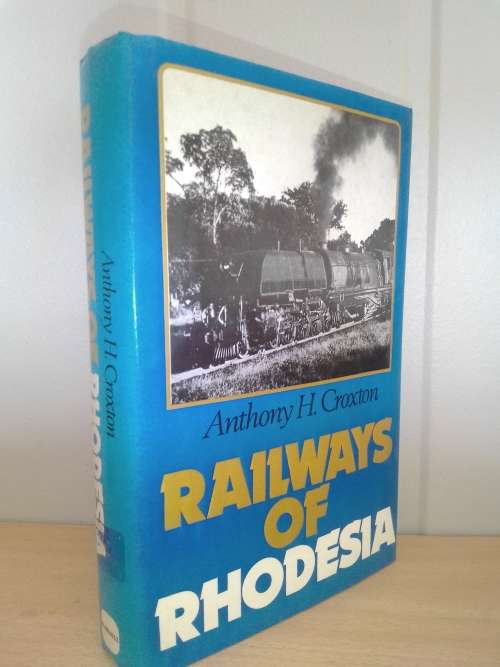 Anthony H. Croxton
RAILWAYS
OF
RHODESIA
RAILWAYS OF RHODESIA
Anthony H. Croxton